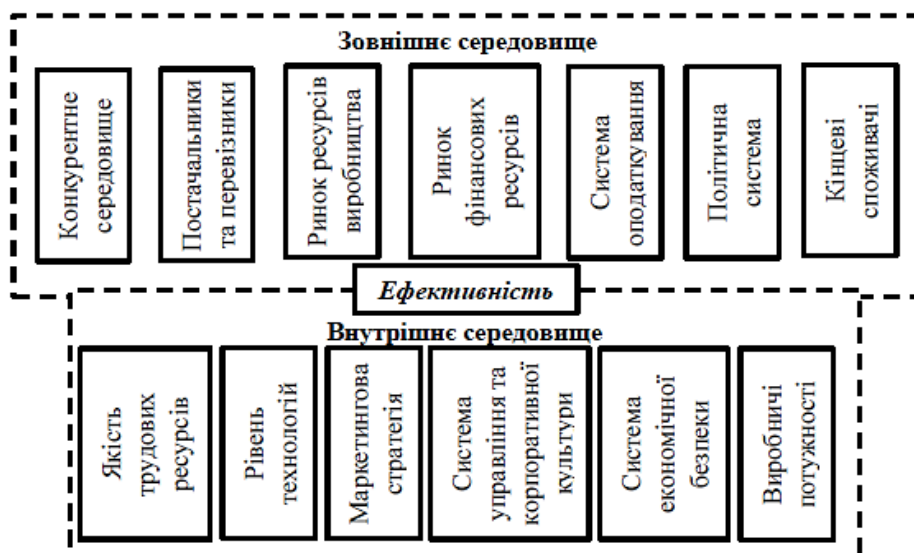 Зовнішнє середовище
Конкурентне
середовище
Постачальники
та перевізники
Ринок ресурсів
виробництва
Ринок
фінансових
ресурсів
Система
оподаткування
Політична
система
Кінцеві
споживачі
Ефективність
Внутрішнє середовище
Якість
трудових
ресурсів
Рівень
технологій
Маркетингова
стратегія
Система
управління та
корпоративної
культури
Система
економічної
безпеки
Виробничі
потужності